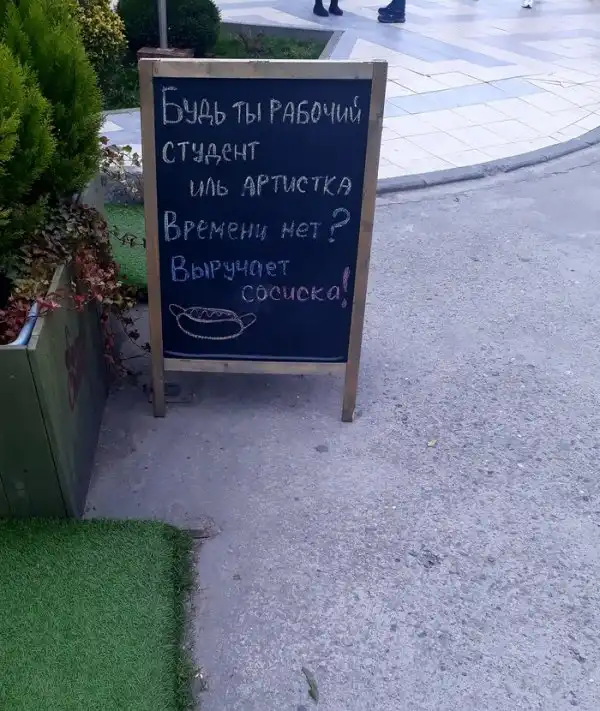 Будь ты рабочий
студент
иль артистка
Времени нет?
Выручает
сосиска!